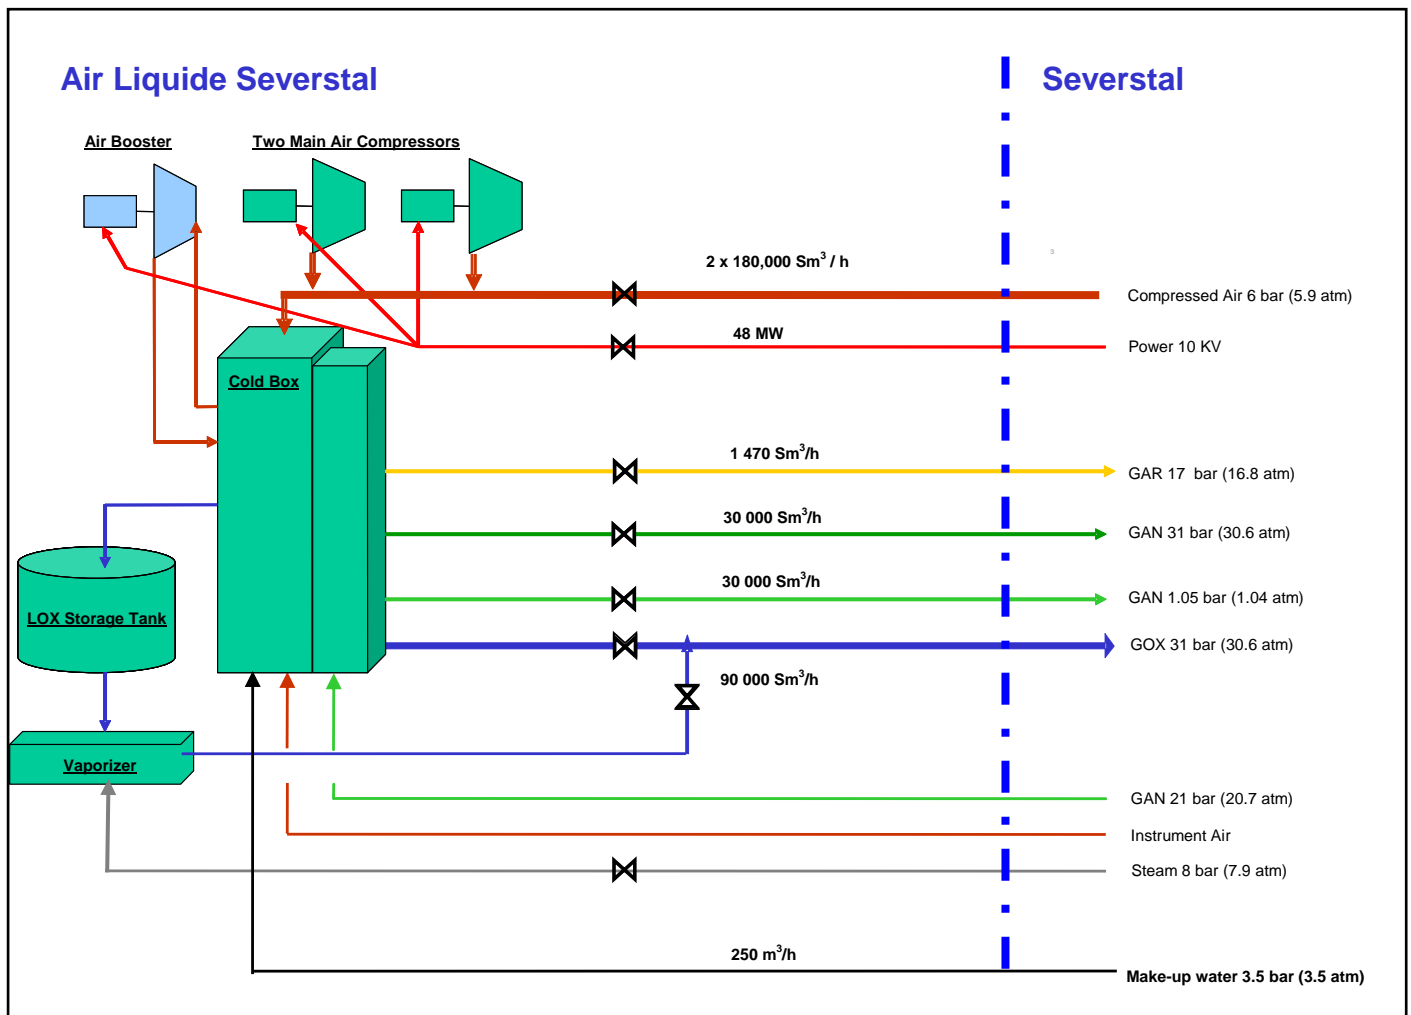 Air Liquide Severstal
Severstal
Air Booster
Two Main Air Compressors
2 x 180,000 Sm³ / h
3
Compressed Air 6 bar (5.9 atm)
48 MW
Power 10 KV
Cold Box
1 470 Sm³/h
GAR 17 bar (16.8 atm)
30 000 Sm³/h
GAN 31 bar (30.6 atm)
30 000 Sm³/h
GAN 1.05 bar (1.04 atm)
LOX Storage Tank
GOX 31 bar (30.6 atm)
90 000 Sm³/h
Vaporizer
GAN 21 bar (20.7 atm)
Instrument Air
Steam 8 bar (7.9 atm)
250 m³/h
Make-up water 3.5 bar (3.5 atm)